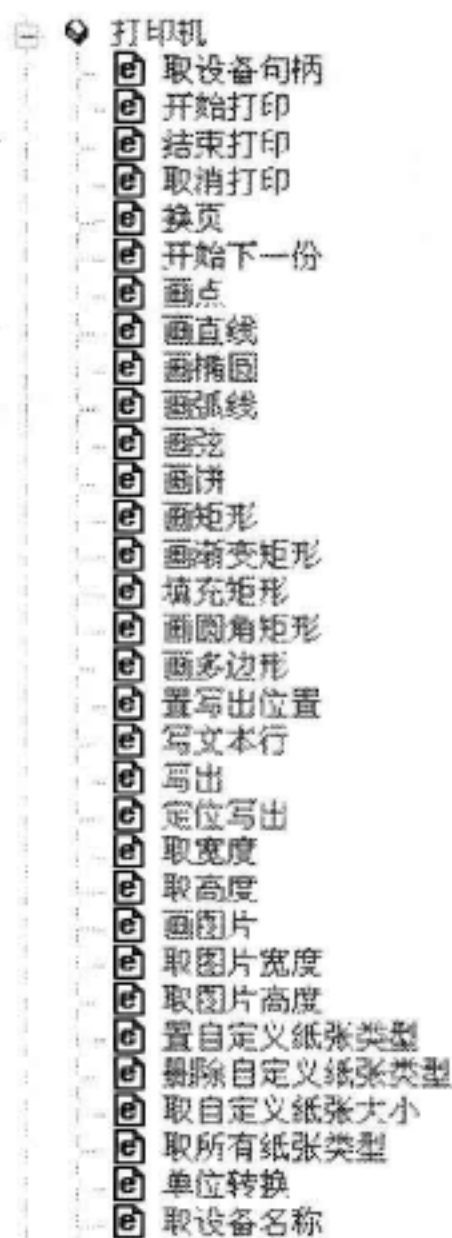 打印机
取设备句柄
开始打印
结束打印
取消打印
换页
开始下一份
画点
画直线
画椭圆
画弧线
画弦
画饼
画矩形
画渐变矩形
填充矩形
画圆角矩形
画多边形
置写出位置
写文本行
写出
定位写出
取宽度
取高度
画图片
取图片宽度
取图片高度
置自定义纸张类型
删除自定义纸张类型
取自定义纸张大小
取所有纸张类型
单位转换
取设备名称